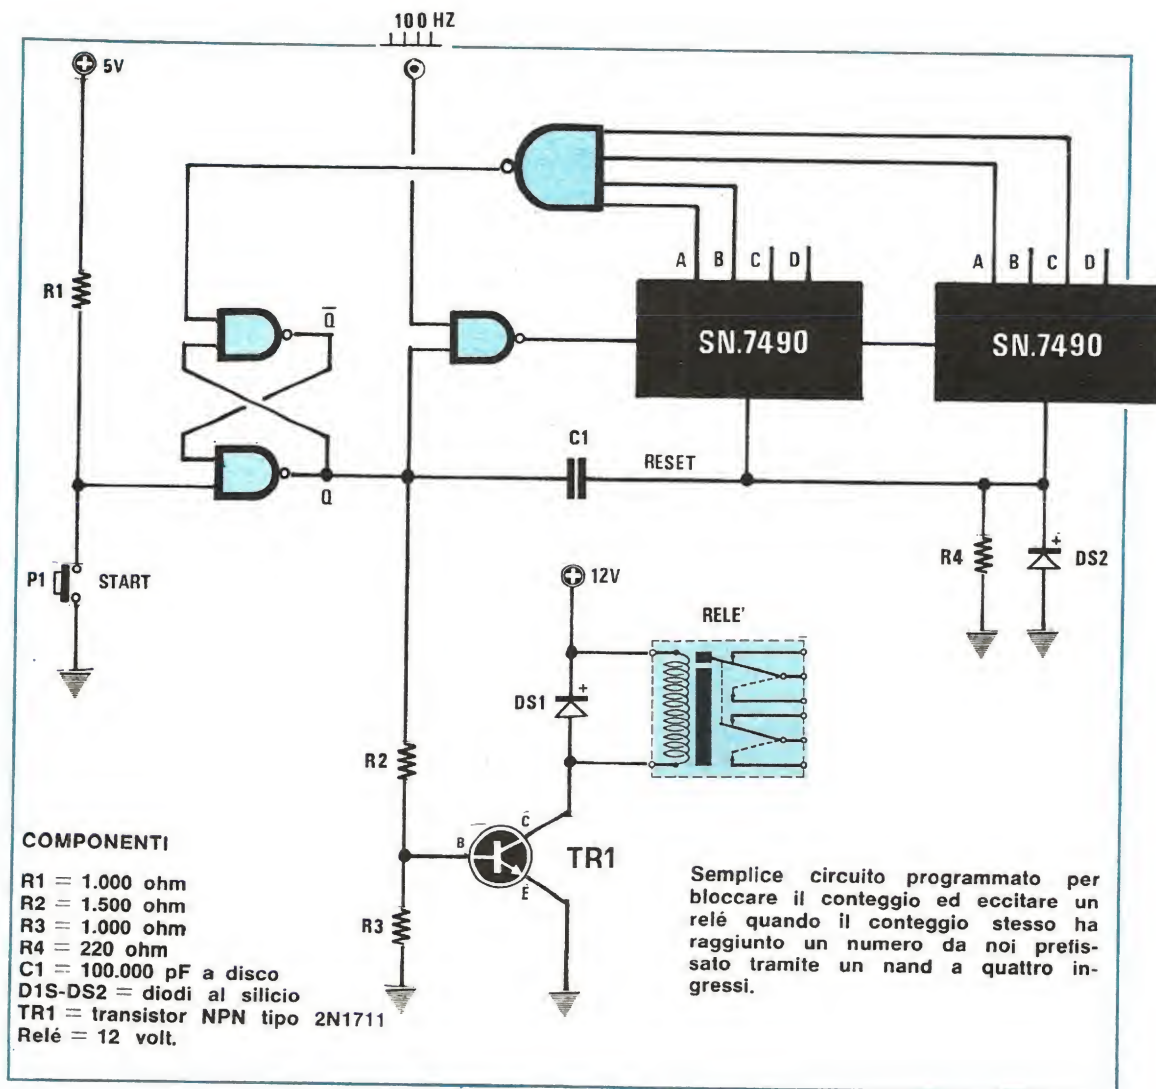 100 HZ
5V
R1
A B C D
A B C D
SN.7490
SN.7490
Q̅
Q
C1
RESET
P1 START
R4
DS2
12V
RELE'
DS1
R2
C
B
E
TR1
R3
COMPONENTI
R1 = 1.000 ohm
R2 = 1.500 ohm
R3 = 1.000 ohm
R4 = 220 ohm
C1 = 100.000 pF a disco
D1S-DS2 = diodi al silicio
TR1 = transistor NPN tipo 2N1711
Relé = 12 volt.
Semplice circuito programmato per
bloccare il conteggio ed eccitare un
relé quando il conteggio stesso ha
raggiunto un numero da noi prefis-
sato tramite un nand a quattro in-
gressi.